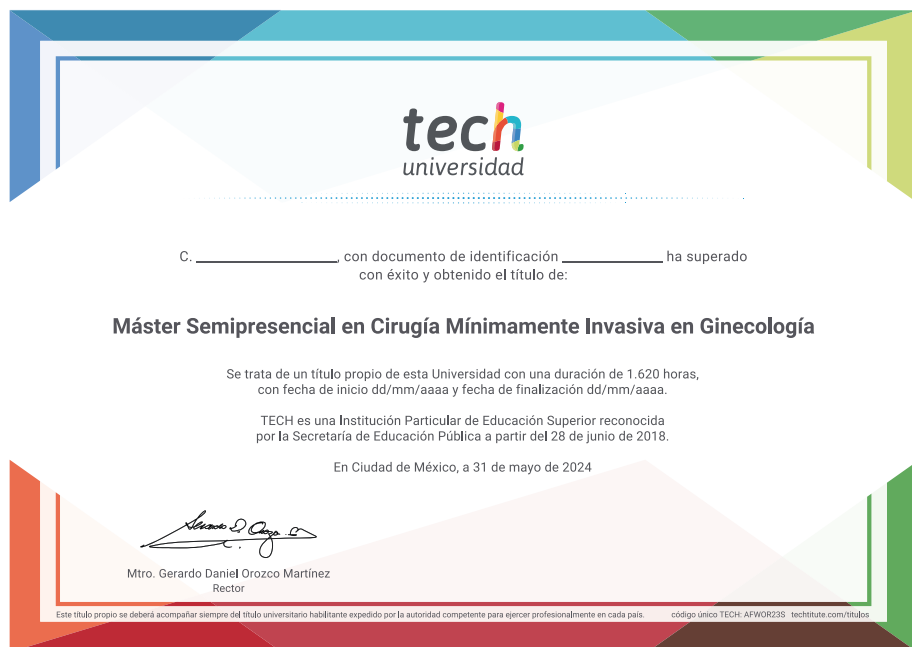 tech
universidad
C. ____________________, con documento de identificación ______________ ha superado
con éxito y obtenido el título de:
Máster Semipresencial en Cirugía Mínimamente Invasiva en Ginecología
Se trata de un título propio de esta Universidad con una duración de 1.620 horas,
con fecha de inicio dd/mm/aaaa y fecha de finalización dd/mm/aaaa.
TECH es una Institución Particular de Educación Superior reconocida
por la Secretaría de Educación Pública a partir del 28 de junio de 2018.
En Ciudad de México, a 31 de mayo de 2024
Mtro. Gerardo Daniel Orozco Martínez
Rector
Este título propio se deberá acompañar siempre del título universitario habilitante expedido por la autoridad competente para ejercer profesionalmente en cada país. código único TECH: AFWOR23S techtitute.com/titulos